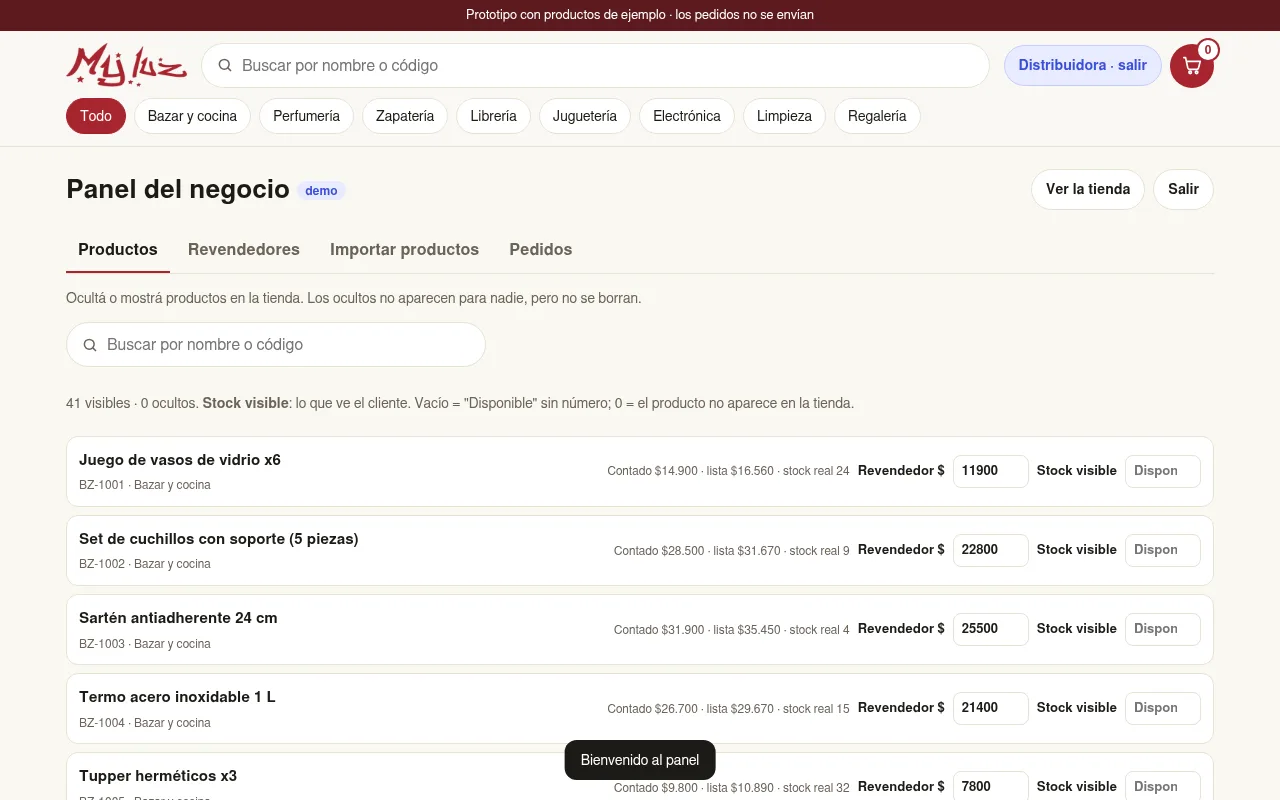 Prototipo con productos de ejemplo · los pedidos no se envían
My luz
Buscar por nombre o código
Distribuidora · salir
0
Todo
Bazar y cocina
Perfumería
Zapatería
Librería
Juguetería
Electrónica
Limpieza
Regalería
Panel del negocio demo
Ver la tienda
Salir
Productos
Revendedores
Importar productos
Pedidos
Ocultá o mostrá productos en la tienda. Los ocultos no aparecen para nadie, pero no se borran.
Buscar por nombre o código
41 visibles · 0 ocultos. Stock visible: lo que ve el cliente. Vacío = "Disponible" sin número; 0 = el producto no aparece en la tienda.
Juego de vasos de vidrio x6
BZ-1001 · Bazar y cocina
Contado $14.900 · lista $16.560 · stock real 24 Revendedor $ 11900 Stock visible Dispon
Set de cuchillos con soporte (5 piezas)
BZ-1002 · Bazar y cocina
Contado $28.500 · lista $31.670 · stock real 9 Revendedor $ 22800 Stock visible Dispon
Sartén antiadherente 24 cm
BZ-1003 · Bazar y cocina
Contado $31.900 · lista $35.450 · stock real 4 Revendedor $ 25500 Stock visible Dispon
Termo acero inoxidable 1 L
BZ-1004 · Bazar y cocina
Contado $26.700 · lista $29.670 · stock real 15 Revendedor $ 21400 Stock visible Dispon
Tupper herméticos x3
BZ-1005 · Bazar y cocina
Contado $9.800 · lista $10.890 · stock real 32 Revendedor $ 7800 Stock visible Dispon
Bienvenido al panel